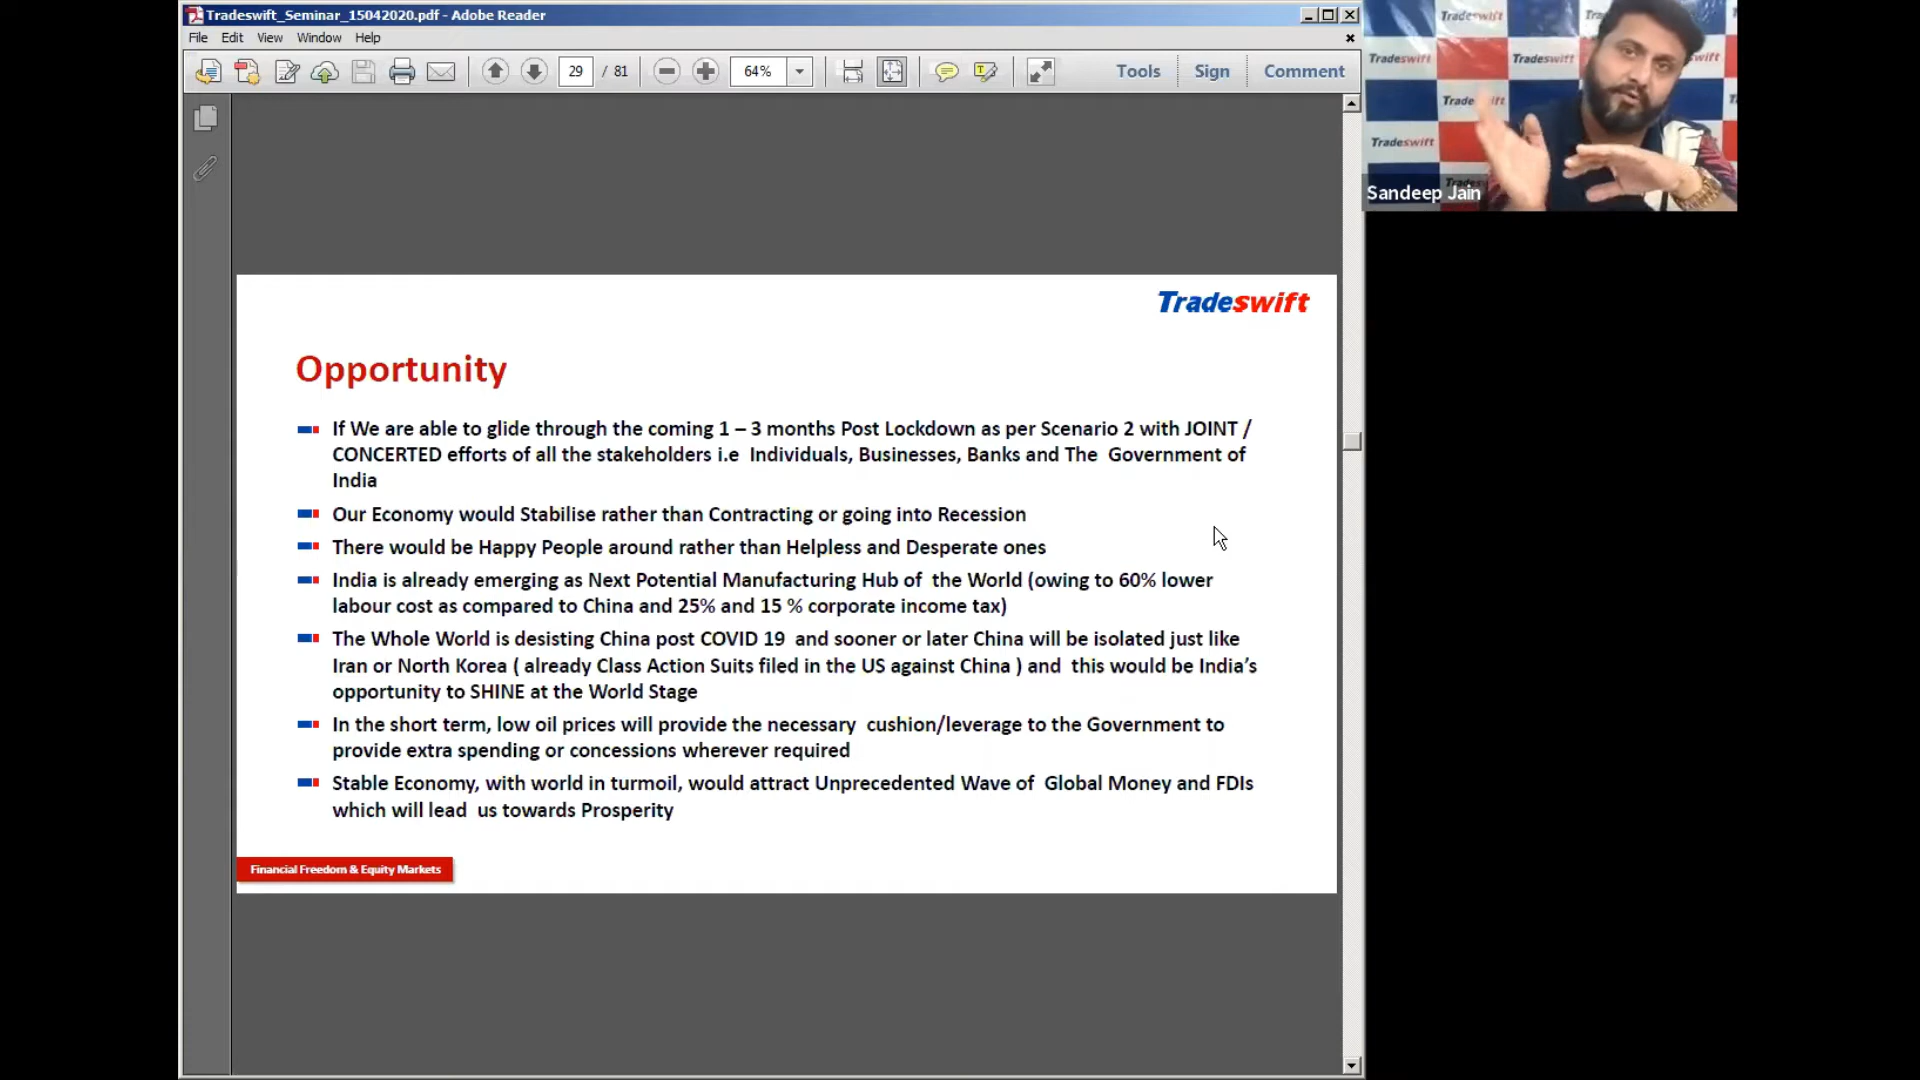 Tradeswift_Seminar_15042020.pdf - Adobe Reader
File Edit View Window Help
29 / 81 64% Tools Sign Comment
Tradeswift
Opportunity
If We are able to glide through the coming 1 – 3 months Post Lockdown as per Scenario 2 with JOINT /
CONCERTED efforts of all the stakeholders i.e Individuals, Businesses, Banks and The Government of
India
Our Economy would Stabilise rather than Contracting or going into Recession
There would be Happy People around rather than Helpless and Desperate ones
India is already emerging as Next Potential Manufacturing Hub of the World (owing to 60% lower
labour cost as compared to China and 25% and 15 % corporate income tax)
The Whole World is desisting China post COVID 19 and sooner or later China will be isolated just like
Iran or North Korea ( already Class Action Suits filed in the US against China ) and this would be India’s
opportunity to SHINE at the World Stage
In the short term, low oil prices will provide the necessary cushion/leverage to the Government to
provide extra spending or concessions wherever required
Stable Economy, with world in turmoil, would attract Unprecedented Wave of Global Money and FDIs
which will lead us towards Prosperity
Financial Freedom & Equity Markets
Tradeswift
Tradeswift Tradeswift
Tradeswift
Sandeep Jain